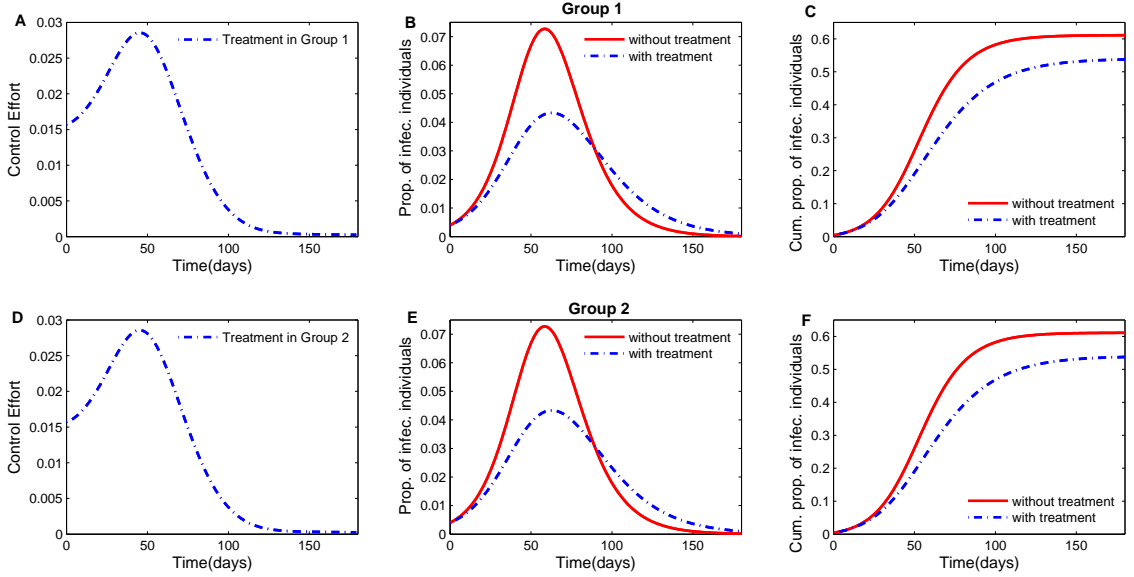 A
Control Effort
0.03
0.025
0.02
0.015
0.01
0.005
0
0 50 100 150
Time(days)
Treatment in Group 1
Group 1
B
Prop. of infec. individuals
0.07
0.06
0.05
0.04
0.03
0.02
0.01
0
0 50 100 150
Time(days)
without treatment
with treatment
C
Cum. prop. of infec. individuals
0.6
0.5
0.4
0.3
0.2
0.1
0
0 50 100 150
Time(days)
without treatment
with treatment
D
Control Effort
0.03
0.025
0.02
0.015
0.01
0.005
0
0 50 100 150
Time(days)
Treatment in Group 2
Group 2
E
Prop. of infec. individuals
0.07
0.06
0.05
0.04
0.03
0.02
0.01
0
0 50 100 150
Time(days)
without treatment
with treatment
F
Cum. prop. of infec. individuals
0.6
0.5
0.4
0.3
0.2
0.1
0
0 50 100 150
Time(days)
without treatment
with treatment